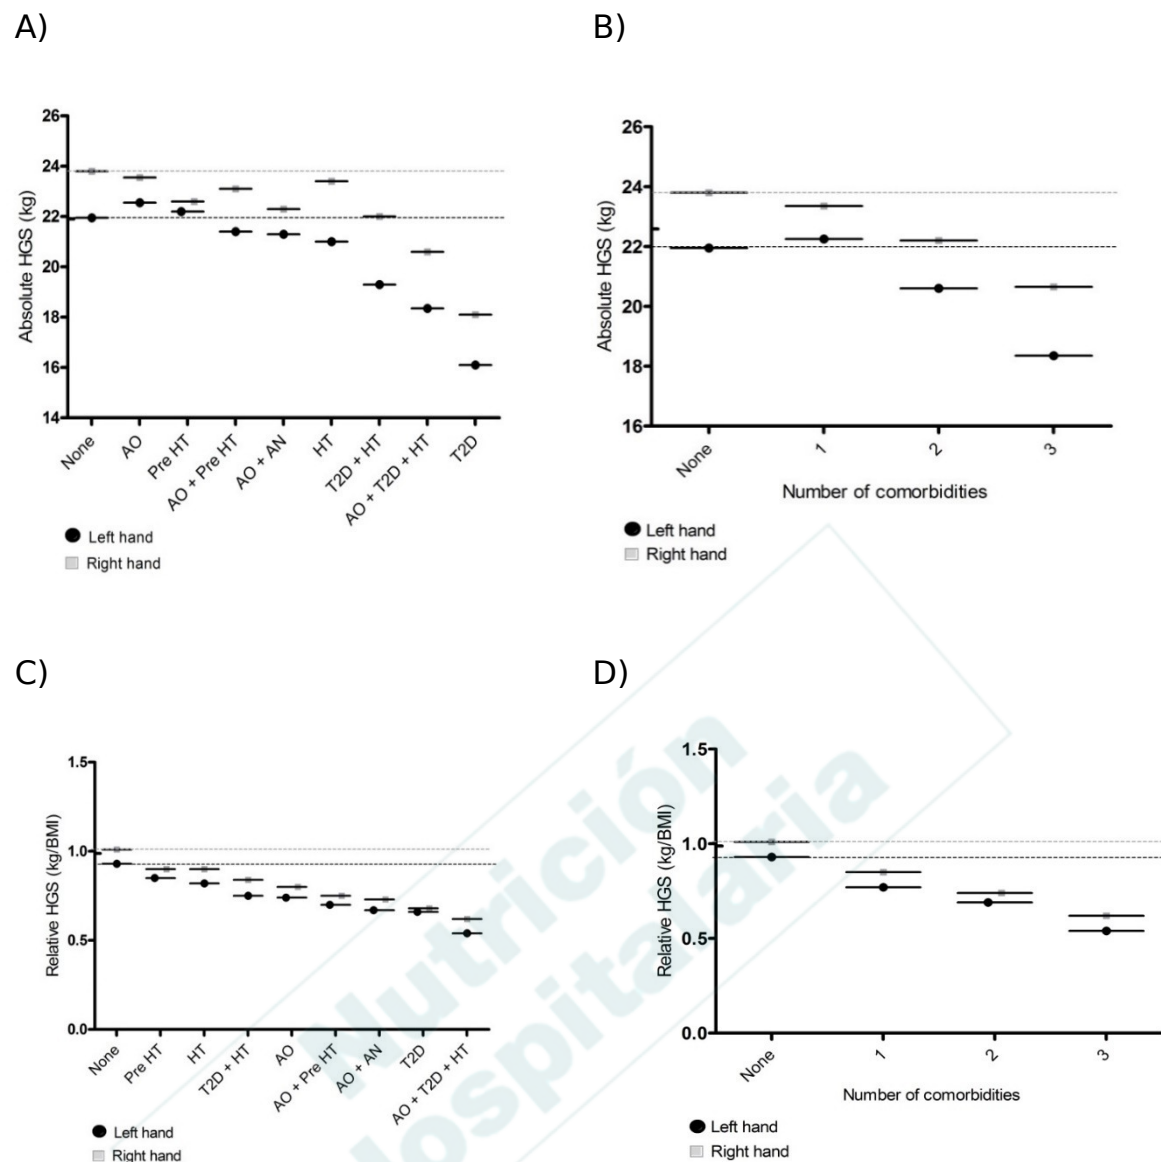 A)
B)
26
24
22
20
18
16
14
Absolute HGS (kg)
None
AO
Pre HT
AO + Pre HT
AO + AN
HT
T2D + HT
AO + T2D + HT
T2D
Left hand
Right hand
26
24
22
20
18
16
Absolute HGS (kg)
None
1
2
3
Number of comorbidities
Left hand
Right hand
C)
D)
1.5
1.0
0.5
0.0
Relative HGS (kg/BMI)
None
Pre HT
HT
T2D + HT
AO
AO + Pre HT
AO + AN
T2D
AO + T2D + HT
Left hand
Right hand
1.5
1.0
0.5
0.0
Relative HGS (kg/BMI)
None
1
2
3
Number of comorbidities
Left hand
Right hand
Nutrición
Hospitalaria